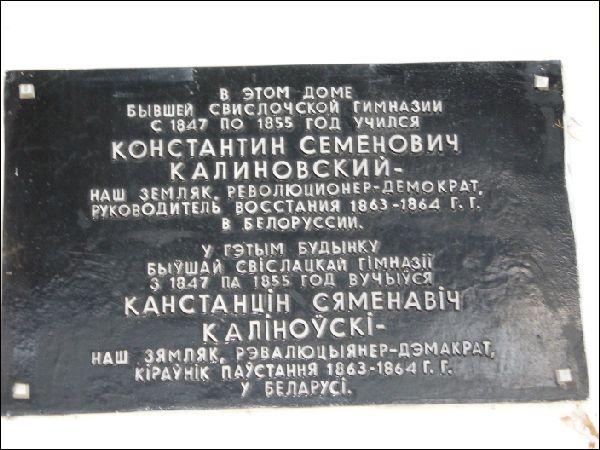 В ЭТОМ ДОМЕ
БЫВШЕЙ СВИСЛОЧСКОЙ ГИМНАЗИИ
С 1847 ПО 1855 ГОД УЧИЛСЯ
КОНСТАНТИН СЕМЕНОВИЧ
КАЛИНОВСКИЙ-
НАШ ЗЕМЛЯК, РЕВОЛЮЦИОНЕР-ДЕМОКРАТ,
РУКОВОДИТЕЛЬ ВОССТАНИЯ 1863-1864 Г. Г.
В БЕЛОРУССИИ.
У ГЭТЫМ БУДЫНКУ
БЫЎШАЙ СВІСЛАЦКАЙ ГІМНАЗІІ
З 1847 ПА 1855 ГОД ВУЧЫЎСЯ
КАНСТАНЦІН СЯМЕНАВІЧ
КАЛІНОЎСКІ-
НАШ ЗЯМЛЯК, РЭВАЛЮЦЫЯНЕР-ДЭМАКРАТ,
КІРАЎНІК ПАЎСТАННЯ 1863-1864 Г. Г.
У БЕЛАРУСІ.